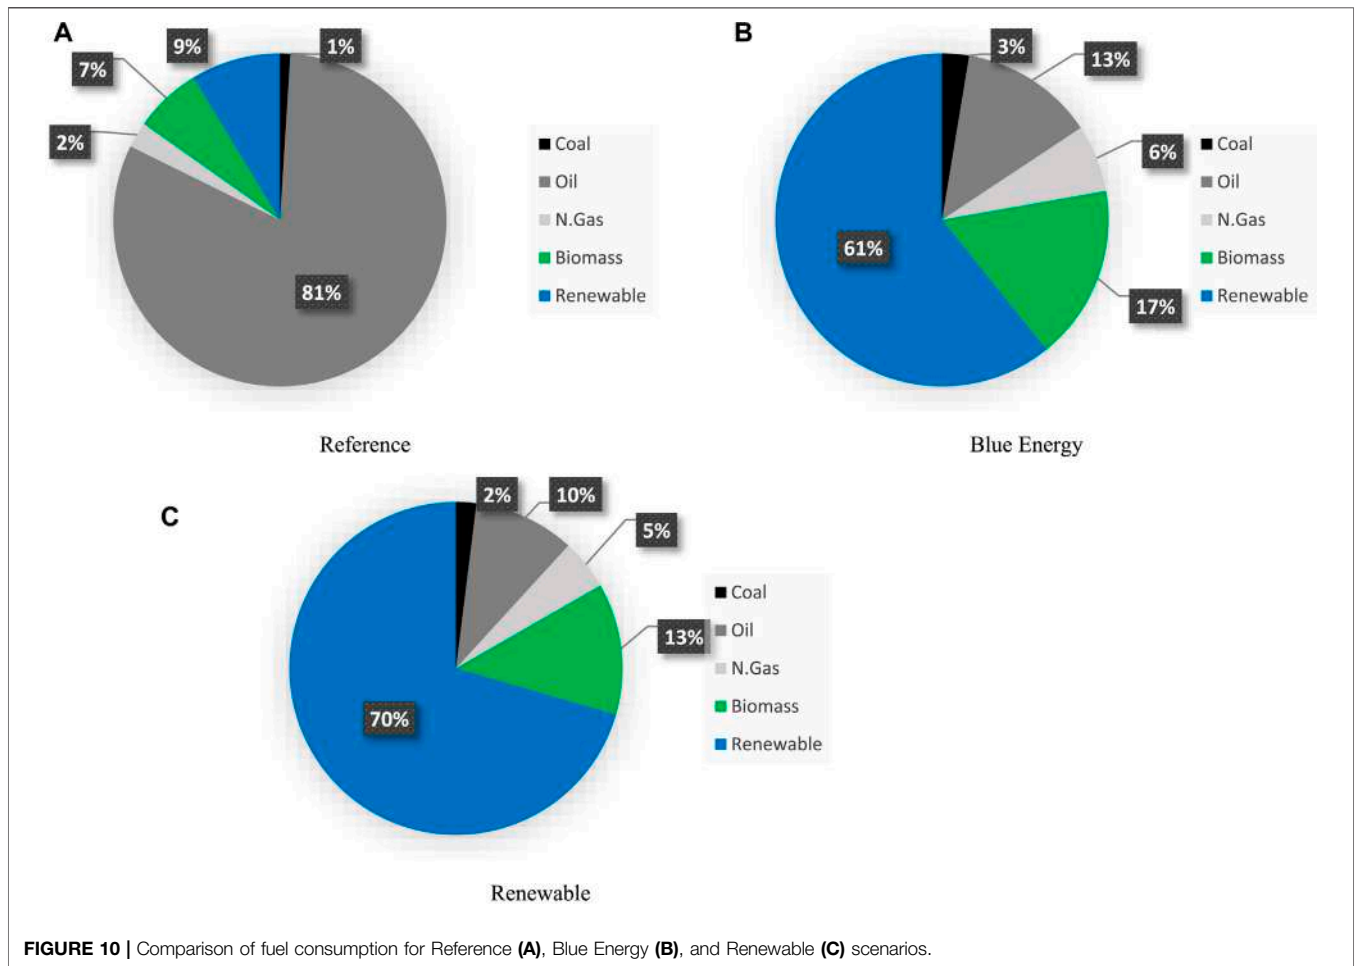 A
9%
1%
7%
2%
81%
Coal
Oil
N.Gas
Biomass
Renewable
Reference
B
3%
13%
6%
61%
17%
Coal
Oil
N.Gas
Biomass
Renewable
Blue Energy
C
2%
10%
5%
13%
70%
Coal
Oil
N.Gas
Biomass
Renewable
Renewable
FIGURE 10 | Comparison of fuel consumption for Reference (A), Blue Energy (B), and Renewable (C) scenarios.